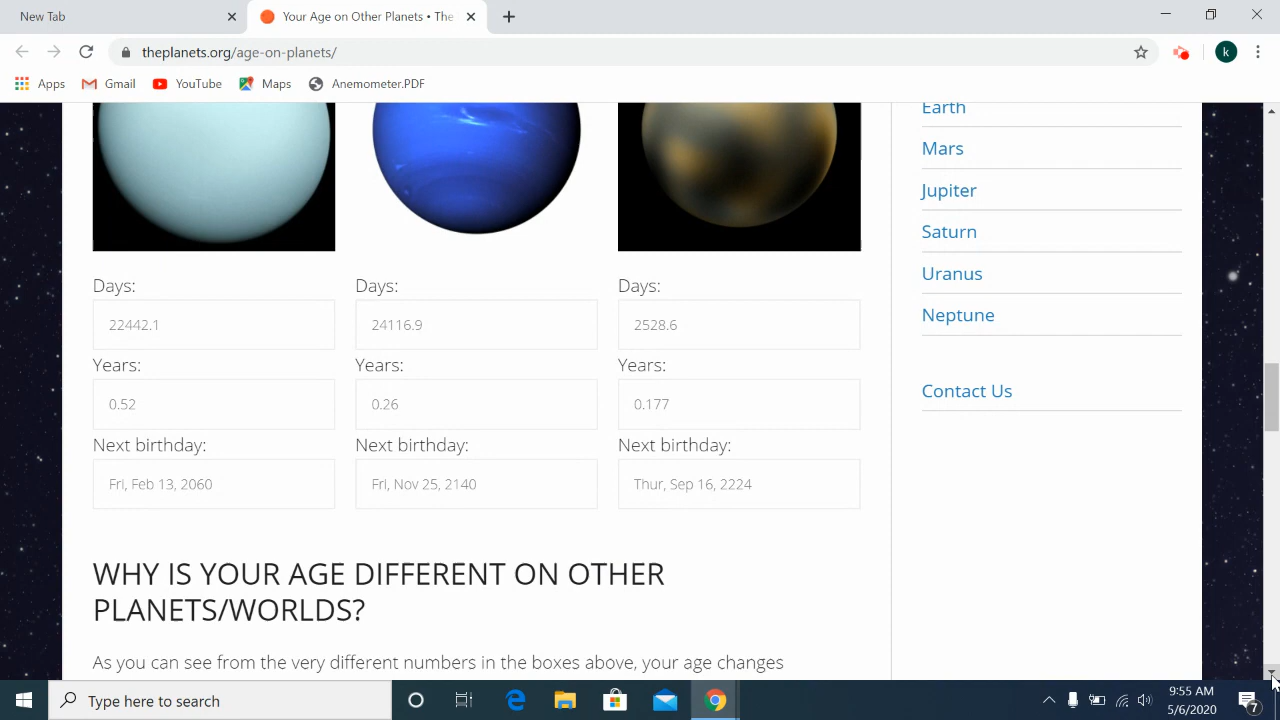 New Tab
Your Age on Other Planets • The
theplanets.org/age-on-planets/
k
Apps
Gmail
YouTube
Maps
Anemometer.PDF
Earth
Mars
Jupiter
Saturn
Uranus
Neptune
Contact Us
Days: Days: Days:
22442.1 24116.9 2528.6
Years: Years: Years:
0.52 0.26 0.177
Next birthday: Next birthday: Next birthday:
Fri, Feb 13, 2060 Fri, Nov 25, 2140 Thur, Sep 16, 2224
WHY IS YOUR AGE DIFFERENT ON OTHER
PLANETS/WORLDS?
As you can see from the very different numbers in the boxes above, your age changes
Type here to search
9:55 AM
5/6/2020
7